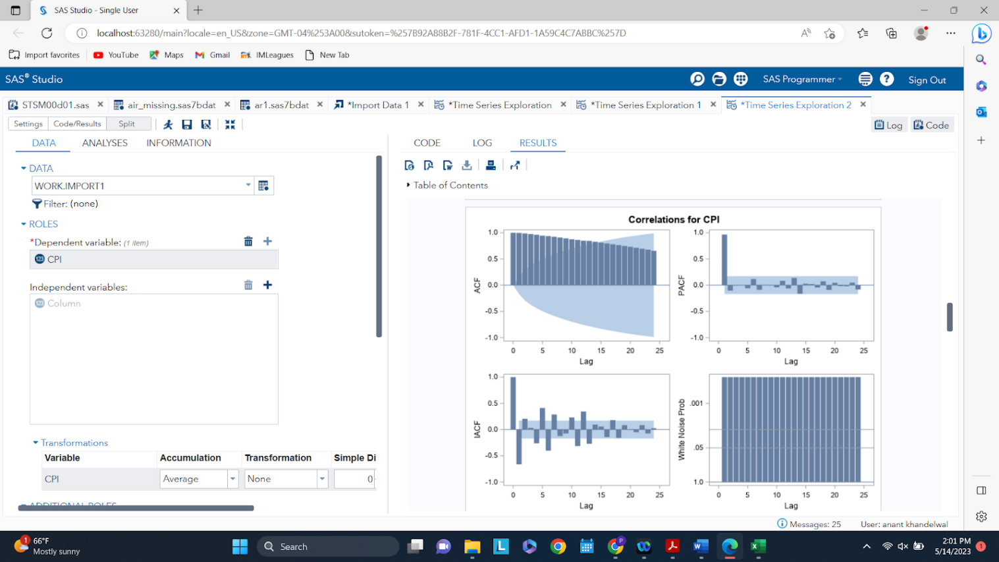 SAS Studio - Single User
localhost:63280/main?locale=en_US&zone=GMT-04%253A00&sutoken=%257B92A88B2F-781F-4CC1-AFD1-1A59C4C7ABBC%257D
Import favorites YouTube Maps Gmail IMLeagues New Tab
SAS® Studio SAS Programmer Sign Out
STSM00d01.sas air_missing.sas7bdat ar1.sas7bdat *Import Data 1 *Time Series Exploration *Time Series Exploration 1 *Time Series Exploration 2
Settings Code/Results Split Log Code
DATA ANALYSES INFORMATION CODE LOG RESULTS
DATA
WORK.IMPORT1
Filter: (none)
ROLES
*Dependent variable: (1 item)
123 CPI
Independent variables:
123 Column
Transformations
Variable Accumulation Transformation Simple Di
CPI Average None 0
ADDITIONAL ROLES
Table of Contents
Correlations for CPI
1.0
0.5
0.0
-0.5
-1.0
ACF
0 5 10 15 20 25
Lag
1.0
0.5
0.0
-0.5
-1.0
PACF
0 5 10 15 20 25
Lag
1.0
0.5
0.0
-0.5
-1.0
IACF
0 5 10 15 20 25
Lag
.001
.05
1.0
White Noise Prob
0 5 10 15 20 25
Lag
Messages: 25 User: anant khandelwal
1
66°F
Mostly sunny
Search
2:01 PM
5/14/2023
1